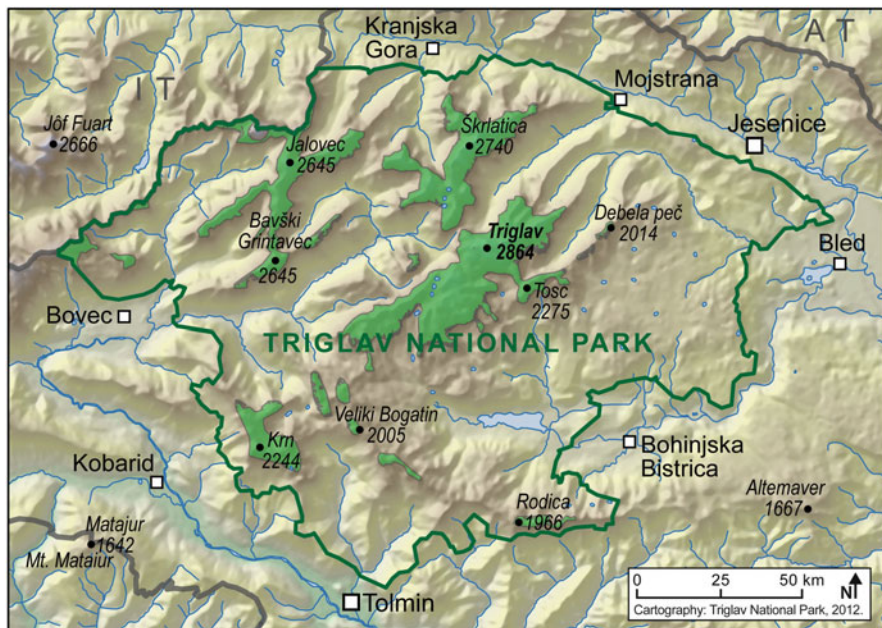 Kranjska
Gora
A T
Mojstrana
I T
Jôf Fuart
2666
Jalovec
2645
Škrlatica
2740
Jesenice
Bavški
Grintavec
2645
Triglav
2864
Debela peč
2014
Bled
Tosc
2275
Bovec
TRIGLAV NATIONAL PARK
Veliki Bogatin
2005
Krn
2244
Bohinjska
Bistrica
Kobarid
Altemaver
1667
Rodica
1966
Matajur
1642
Mt. Mataiur
Tolmin
0 25 50 km
N
Cartography: Triglav National Park, 2012.